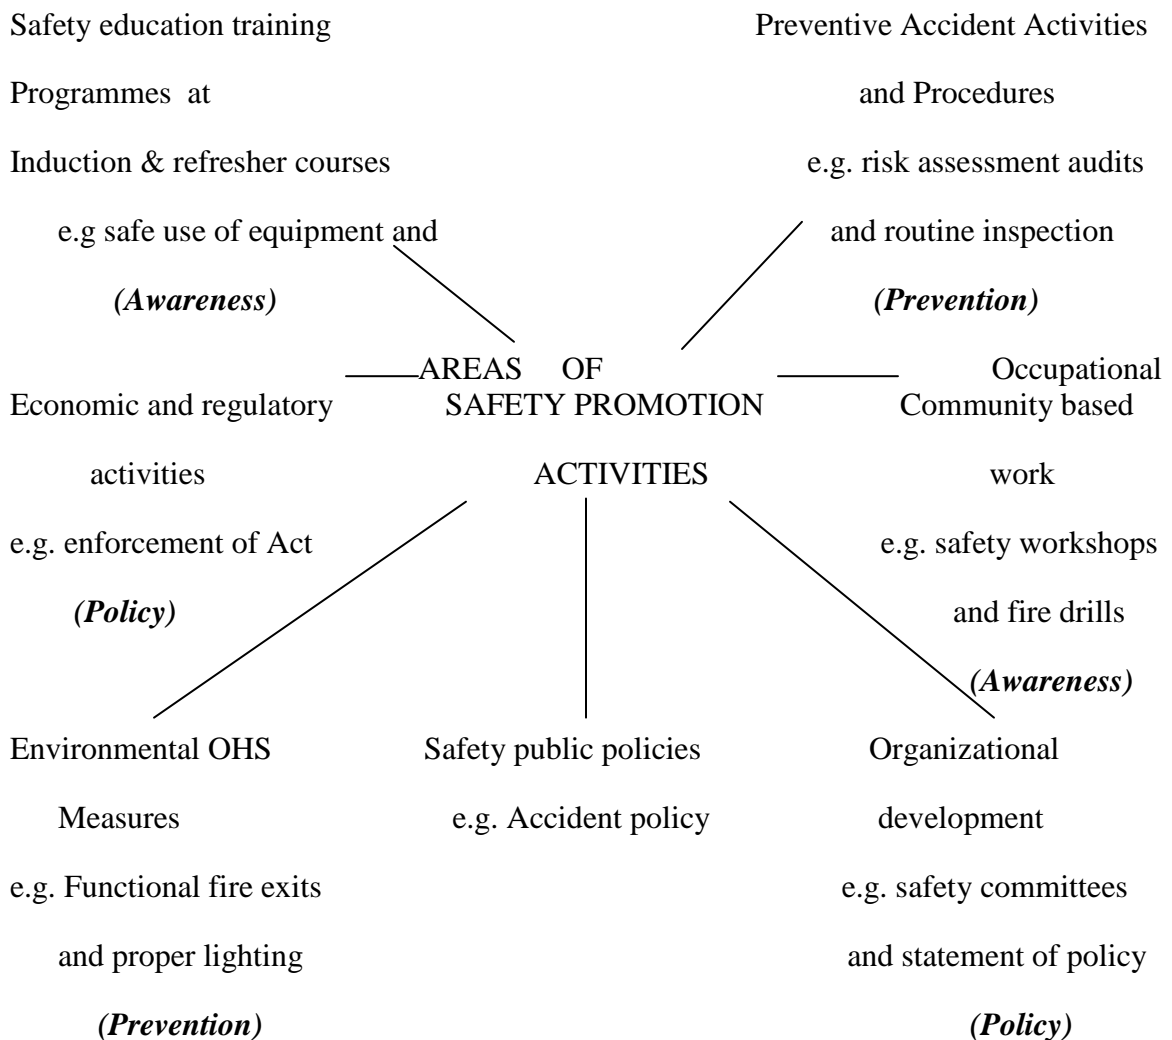 Safety education training
Programmes at
Induction & refresher courses
e.g safe use of equipment and
(Awareness)
Preventive Accident Activities
and Procedures
e.g. risk assessment audits
and routine inspection
(Prevention)
AREAS OF
SAFETY PROMOTION
ACTIVITIES
Economic and regulatory
activities
e.g. enforcement of Act
(Policy)
Occupational
Community based
work
e.g. safety workshops
and fire drills
(Awareness)
Environmental OHS
Measures
e.g. Functional fire exits
and proper lighting
(Prevention)
Safety public policies
e.g. Accident policy
Organizational
development
e.g. safety committees
and statement of policy
(Policy)